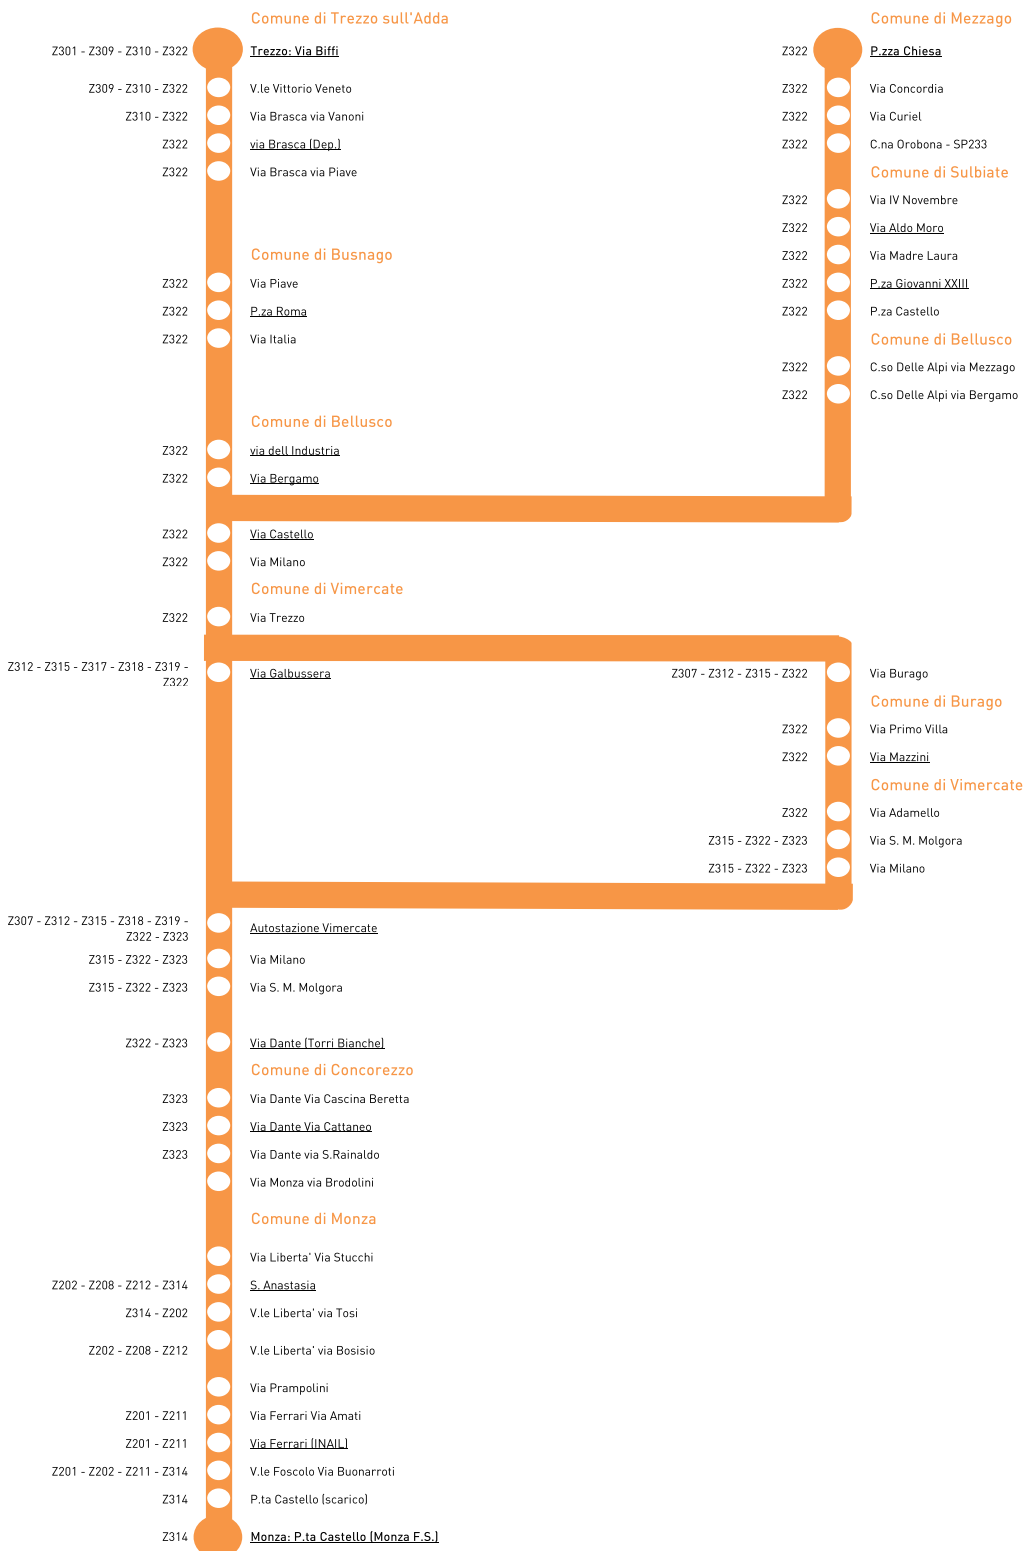 Comune di Trezzo sull'Adda
Z301 - Z309 - Z310 - Z322 Trezzo: Via Biffi
Z309 - Z310 - Z322 V.le Vittorio Veneto
Z310 - Z322 Via Brasca via Vanoni
Z322 via Brasca (Dep.)
Z322 Via Brasca via Piave
Comune di Busnago
Z322 Via Piave
Z322 P.za Roma
Z322 Via Italia
Comune di Bellusco
Z322 via dell Industria
Z322 Via Bergamo
Comune di Mezzago
Z322 P.zza Chiesa
Z322 Via Concordia
Z322 Via Curiel
Z322 C.na Orobona - SP233
Comune di Sulbiate
Z322 Via IV Novembre
Z322 Via Aldo Moro
Z322 Via Madre Laura
Z322 P.za Giovanni XXIII
Z322 P.za Castello
Comune di Bellusco
Z322 C.so Delle Alpi via Mezzago
Z322 C.so Delle Alpi via Bergamo
Z322 Via Castello
Z322 Via Milano
Comune di Vimercate
Z322 Via Trezzo
Z312 - Z315 - Z317 - Z318 - Z319 -
Z322 Via Galbussera
Z307 - Z312 - Z315 - Z322 Via Burago
Comune di Burago
Z322 Via Primo Villa
Z322 Via Mazzini
Comune di Vimercate
Z322 Via Adamello
Z315 - Z322 - Z323 Via S. M. Molgora
Z315 - Z322 - Z323 Via Milano
Z307 - Z312 - Z315 - Z318 - Z319 -
Z322 - Z323 Autostazione Vimercate
Z315 - Z322 - Z323 Via Milano
Z315 - Z322 - Z323 Via S. M. Molgora
Z322 - Z323 Via Dante (Torri Bianche)
Comune di Concorezzo
Z323 Via Dante Via Cascina Beretta
Z323 Via Dante Via Cattaneo
Z323 Via Dante via S.Rainaldo
Via Monza via Brodolini
Comune di Monza
Via Liberta' Via Stucchi
Z202 - Z208 - Z212 - Z314 S. Anastasia
Z314 - Z202 V.le Liberta' via Tosi
Z202 - Z208 - Z212 V.le Liberta' via Bosisio
Via Prampolini
Z201 - Z211 Via Ferrari Via Amati
Z201 - Z211 Via Ferrari (INAIL)
Z201 - Z202 - Z211 - Z314 V.le Foscolo Via Buonarroti
Z314 P.ta Castello (scarico)
Z314 Monza: P.ta Castello (Monza F.S.)